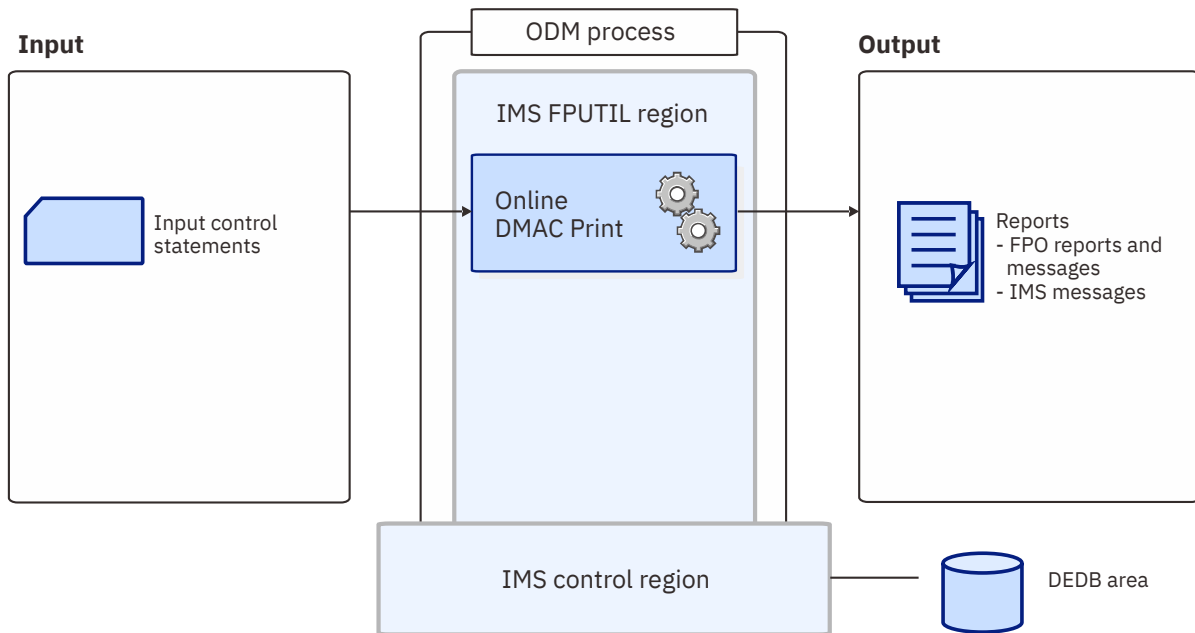 ODM process
Input
Output
IMS FPUTIL region
Online
DMAC Print
Input control
statements
Reports
- FPO reports and
messages
- IMS messages
IMS control region
DEDB area